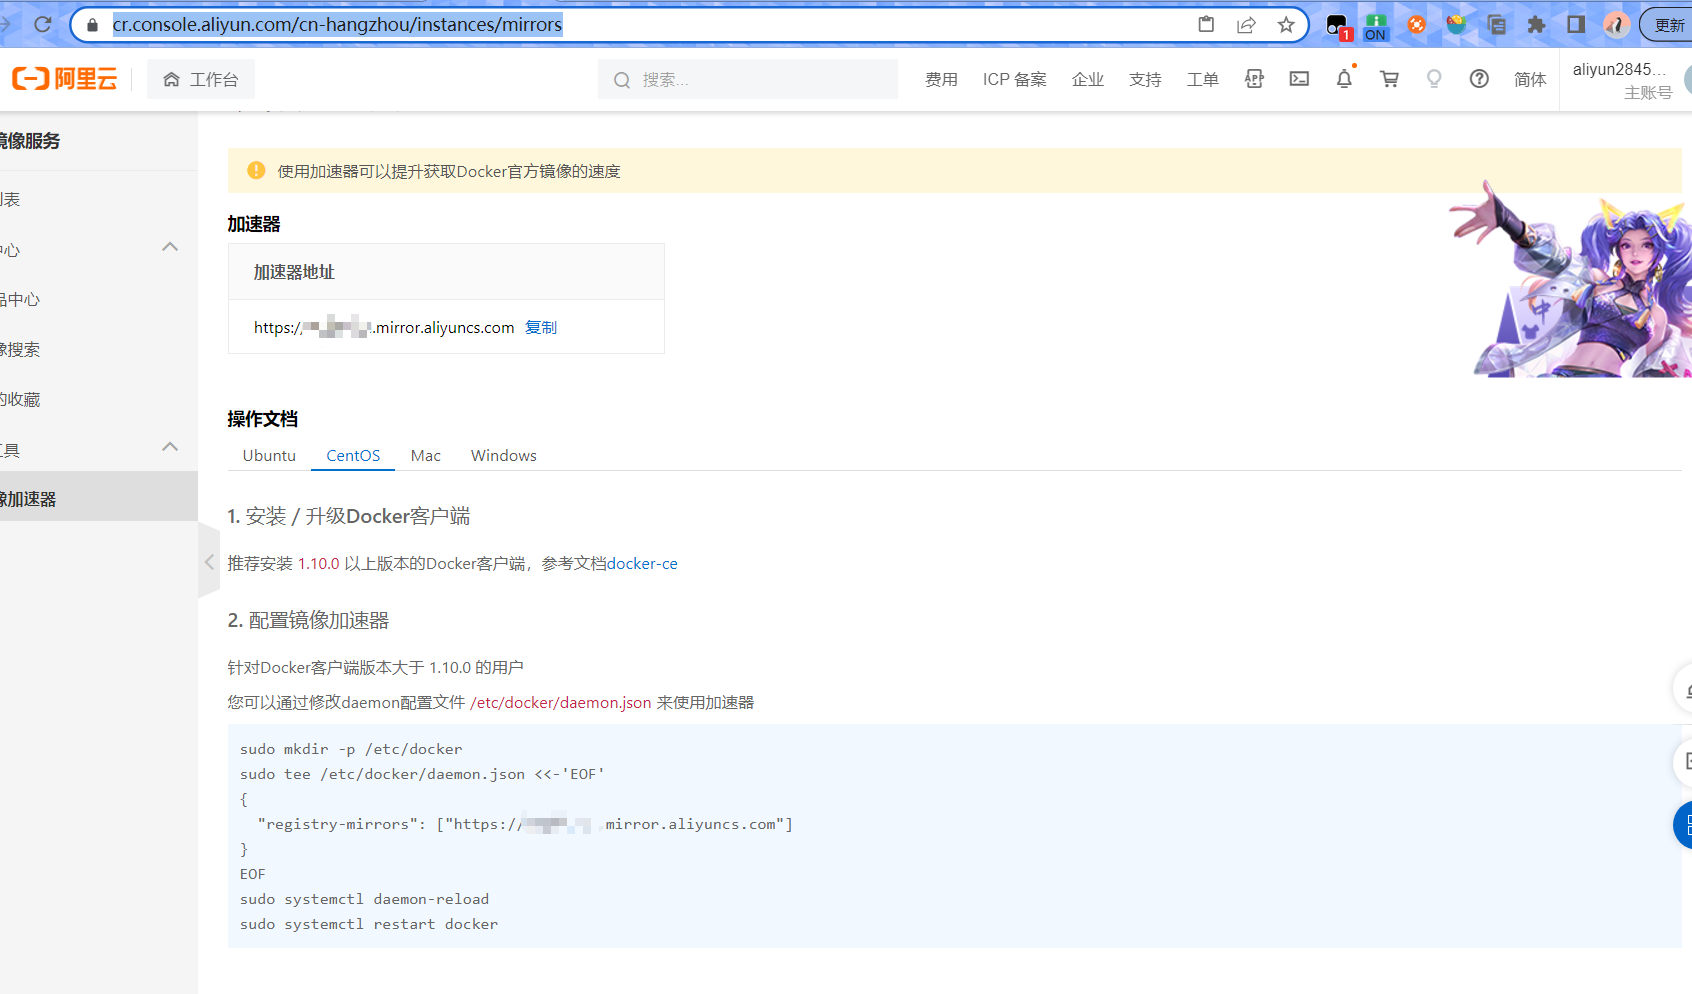 cr.console.aliyun.com/cn-hangzhou/instances/mirrors
1
ON
更新
阿里云
工作台
搜索...
费用
ICP 备案
企业
支持
工单
简体
aliyun2845...
主账号
镜像服务
使用加速器可以提升获取Docker官方镜像的速度
加速器
加速器地址
https:/
.mirror.aliyuncs.com 复制
表
中心
品中心
像搜索
的收藏
工具
像加速器
操作文档
Ubuntu CentOS Mac Windows
1. 安装 / 升级Docker客户端
推荐安装 1.10.0 以上版本的Docker客户端，参考文档docker-ce
2. 配置镜像加速器
针对Docker客户端版本大于 1.10.0 的用户
您可以通过修改daemon配置文件 /etc/docker/daemon.json 来使用加速器
sudo mkdir -p /etc/docker
sudo tee /etc/docker/daemon.json <<-'EOF'
{
"registry-mirrors": ["https://
.mirror.aliyuncs.com"]
}
EOF
sudo systemctl daemon-reload
sudo systemctl restart docker